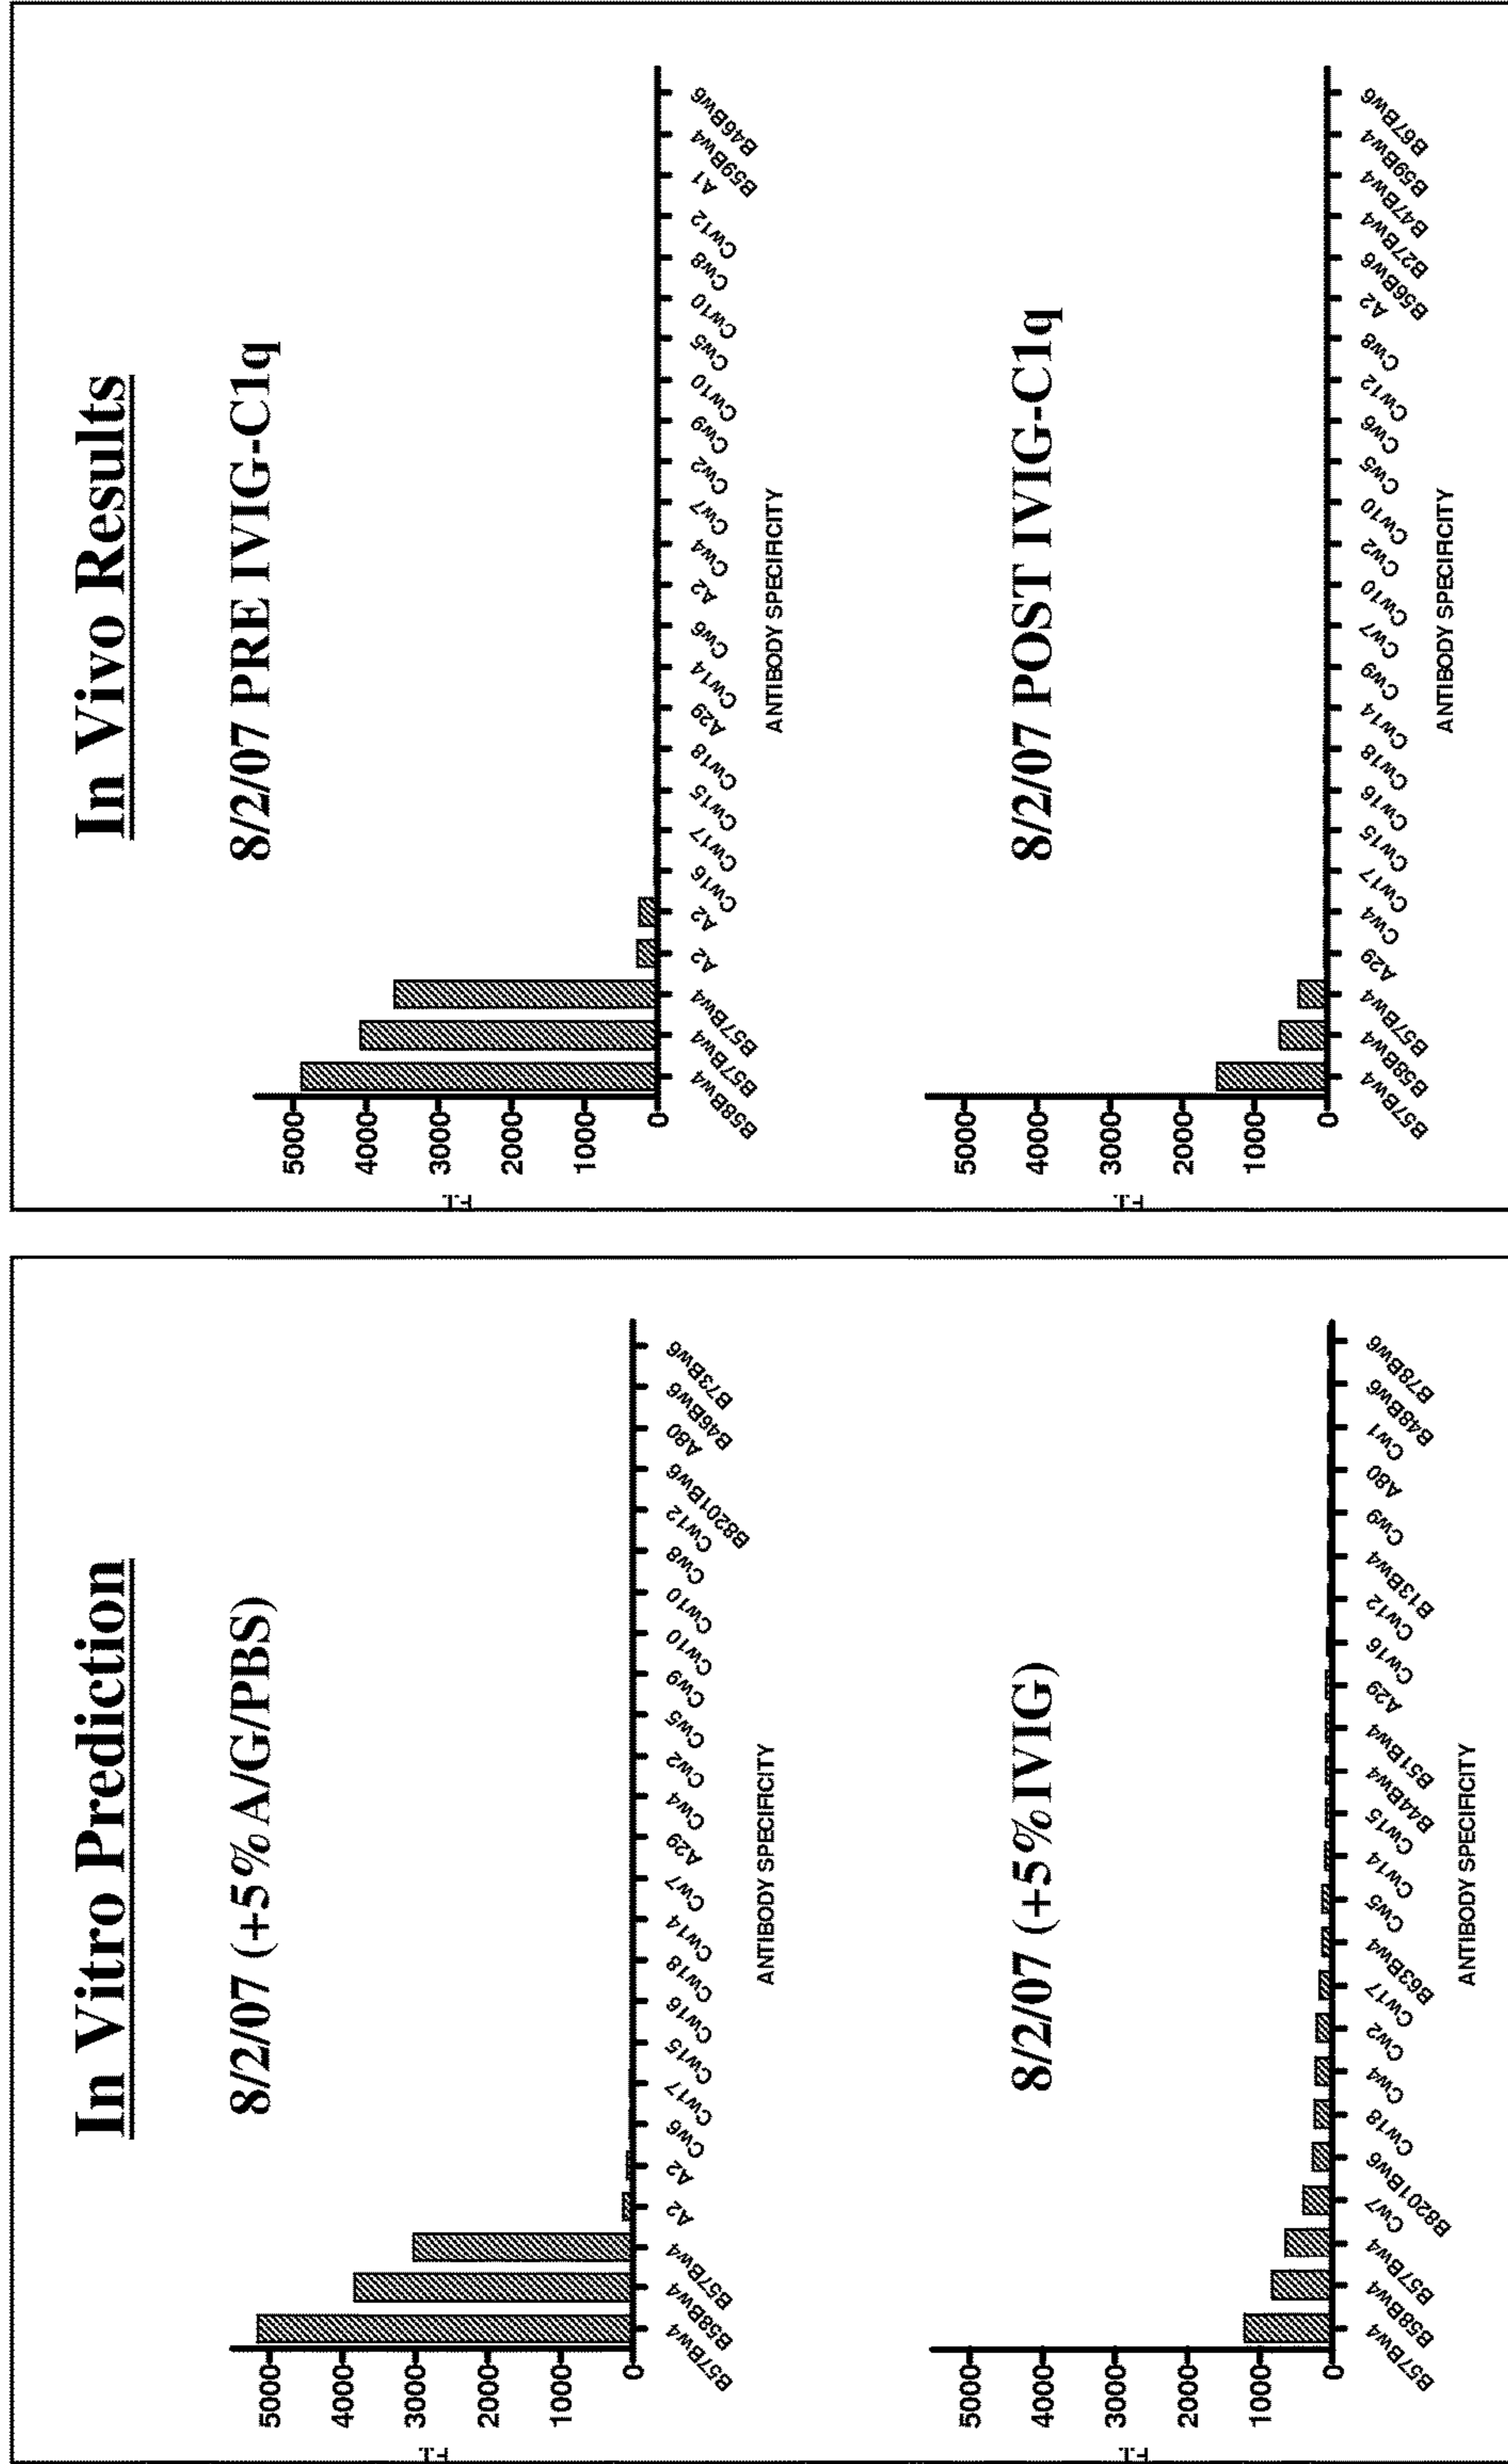 In Vitro Prediction
8/2/07 (+5% A/G/PBS)
F.I.
5000
4000
3000
2000
1000
0
B57Bw4
B58Bw4
B57Bw4
A2
A2
Cw6
Cw17
Cw15
Cw16
Cw18
Cw14
Cw7
A29
Cw4
Cw2
Cw5
Cw9
Cw10
Cw10
Cw8
Cw12
B8201Bw6
A80
B46Bw6
B73Bw6
ANTIBODY SPECIFICITY
8/2/07 (+5% IVIG)
F.I.
5000
4000
3000
2000
1000
0
B57Bw4
B58Bw4
B57Bw4
Cw7
B8201Bw6
Cw18
Cw4
Cw2
Cw17
B63Bw4
Cw5
Cw14
Cw15
B44Bw4
B51Bw4
A29
Cw16
Cw12
B13Bw4
Cw9
A80
Cw1
B48Bw6
B78Bw6
ANTIBODY SPECIFICITY
In Vivo Results
8/2/07 PRE IVIG-C1q
F.I.
5000
4000
3000
2000
1000
0
B58Bw4
B57Bw4
B57Bw4
A2
A2
Cw16
Cw17
Cw15
Cw18
A29
Cw14
Cw6
A2
Cw4
Cw7
Cw2
Cw9
Cw10
Cw5
Cw10
Cw8
Cw12
A1
B59Bw4
B46Bw6
ANTIBODY SPECIFICITY
8/2/07 POST IVIG-C1q
F.I.
5000
4000
3000
2000
1000
0
B57Bw4
B58Bw4
B57Bw4
A29
Cw4
Cw17
Cw15
Cw16
Cw18
Cw14
Cw9
Cw7
Cw10
Cw2
Cw10
Cw5
Cw6
Cw12
Cw8
A2
B56Bw6
B27Bw4
B47Bw4
B59Bw4
B67Bw6
ANTIBODY SPECIFICITY